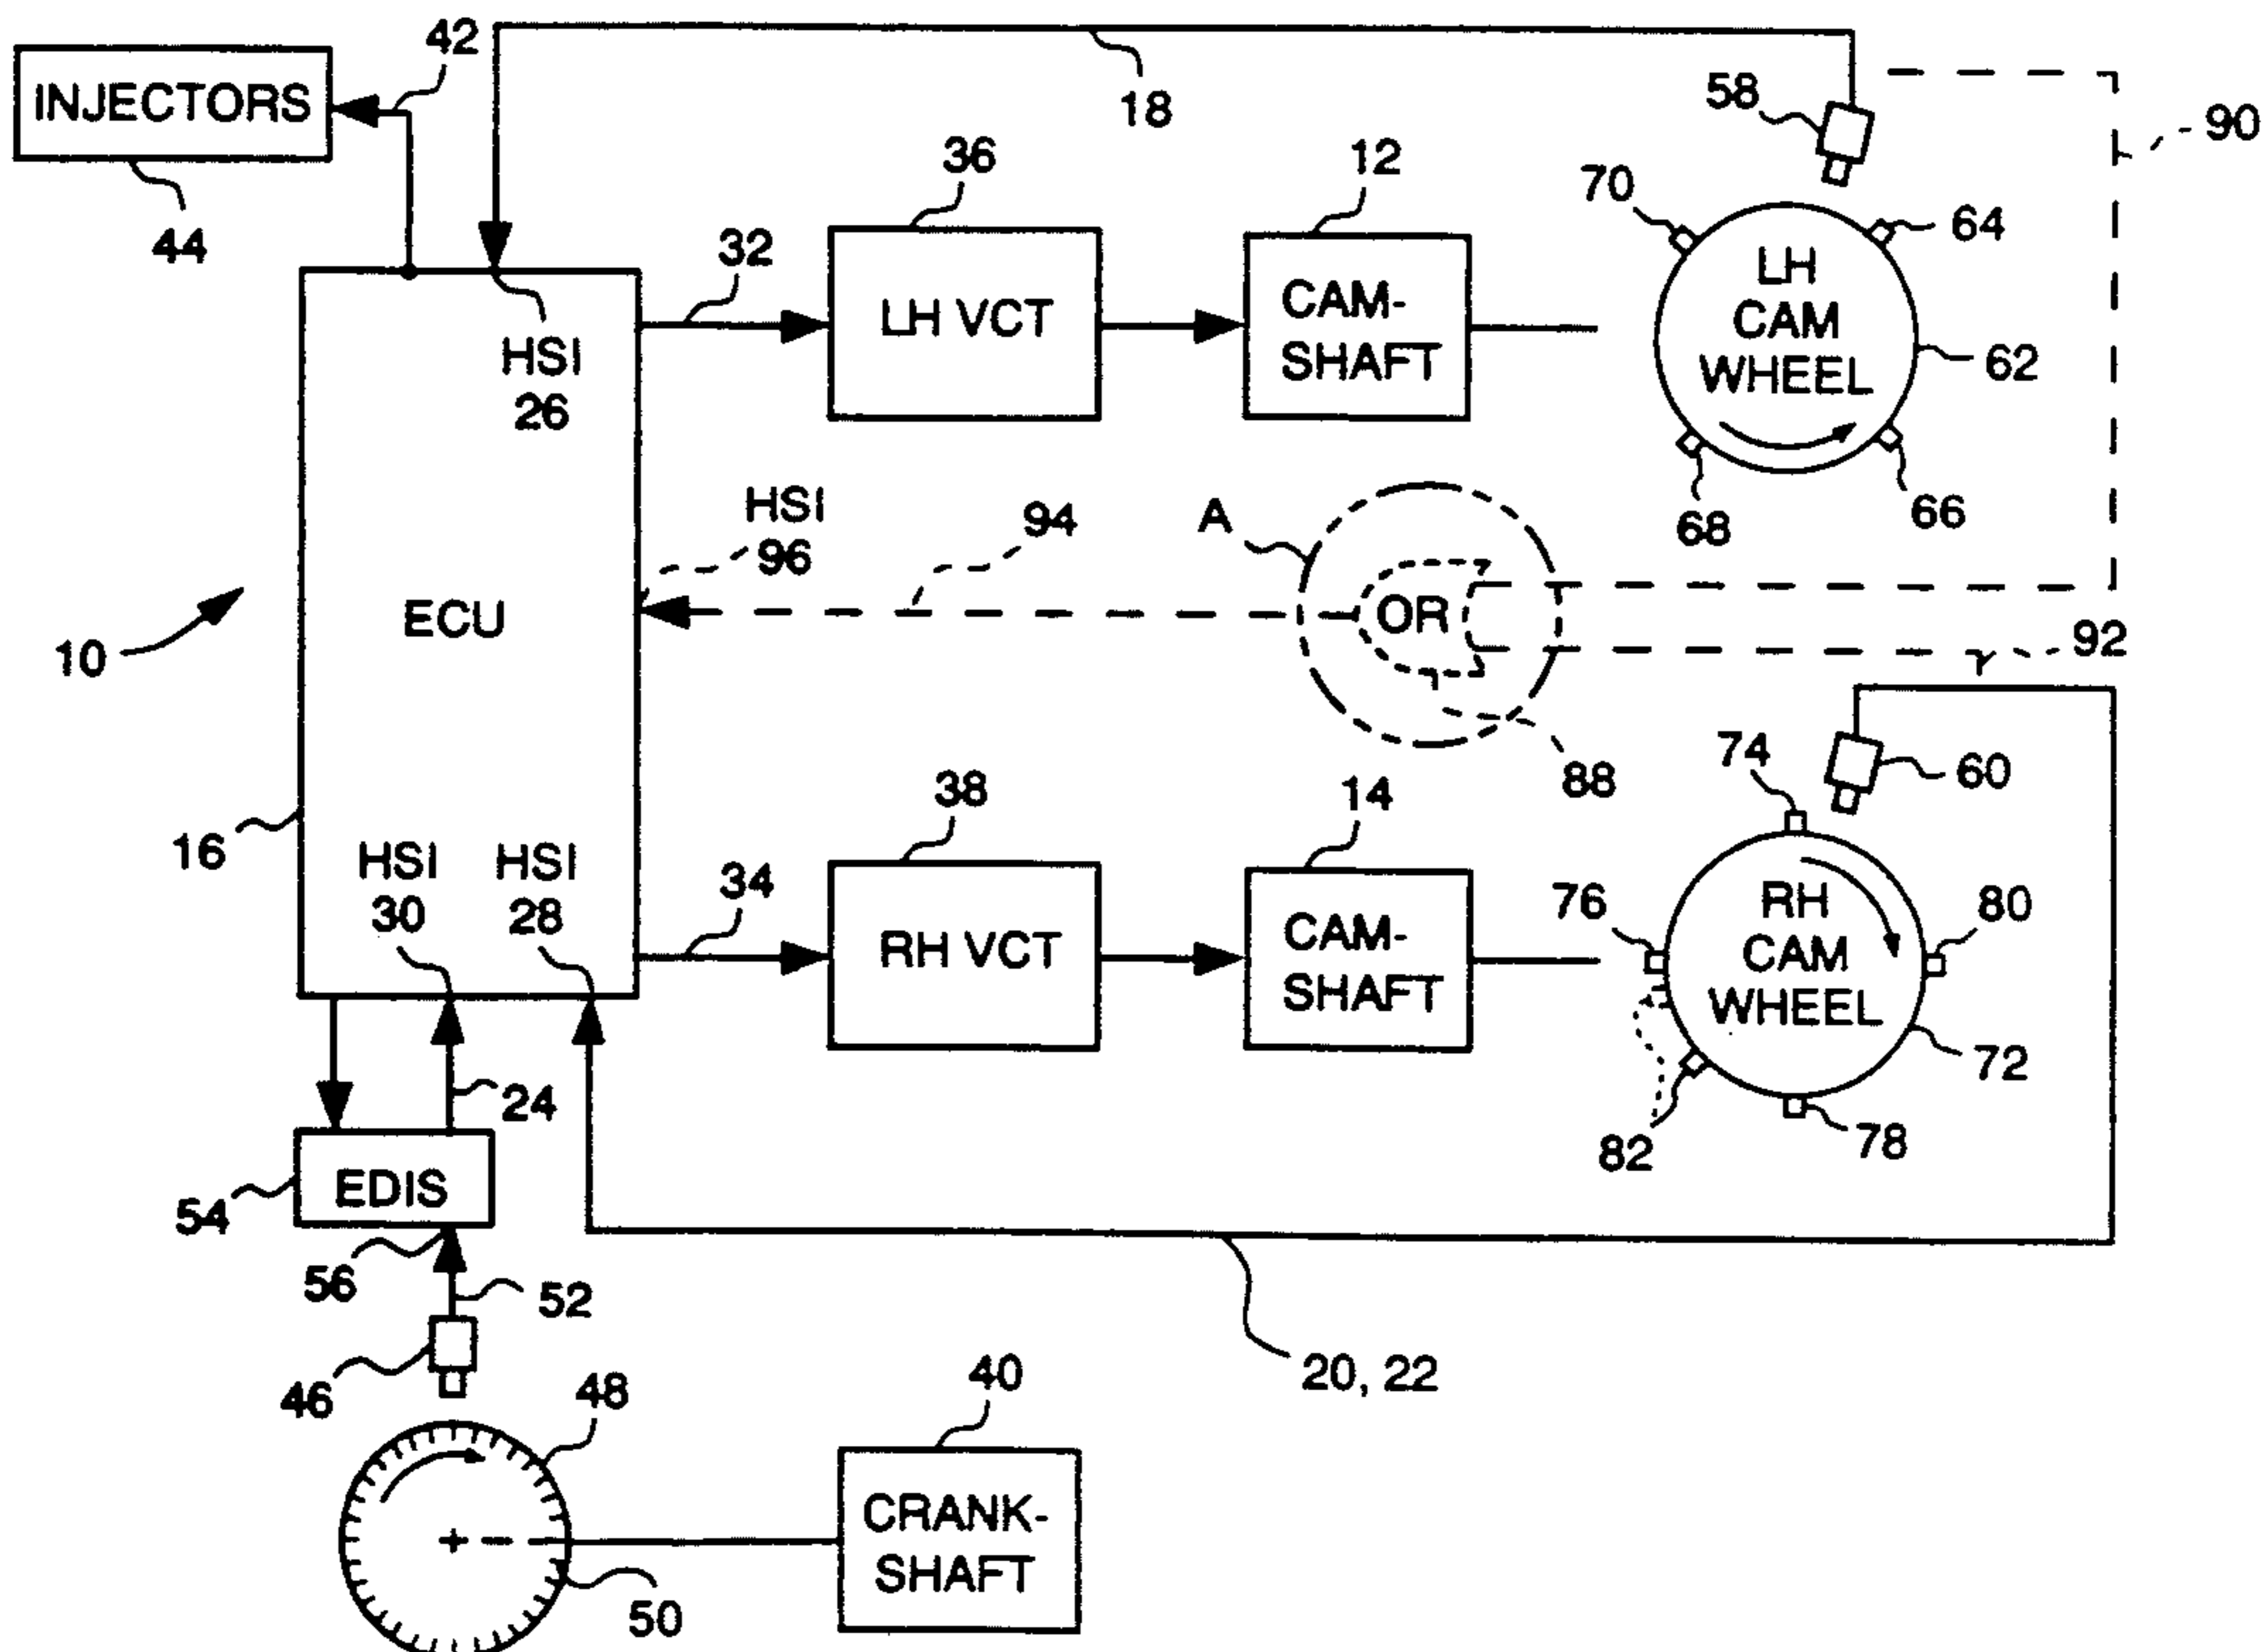 42
INJECTORS
44
18
58
90
36
12
70
64
32
LH VCT
CAM-
SHAFT
LH
CAM
WHEEL
62
HSI
26
68
66
HSI
96
94
A
OR
ECU
10
92
88
74
60
38
14
16
HSI
30
HSI
28
34
RH VCT
CAM-
SHAFT
76
RH
CAM
WHEEL
80
72
24
82
78
EDIS
54
56
52
46
48
40
20, 22
CRANK-
SHAFT
50